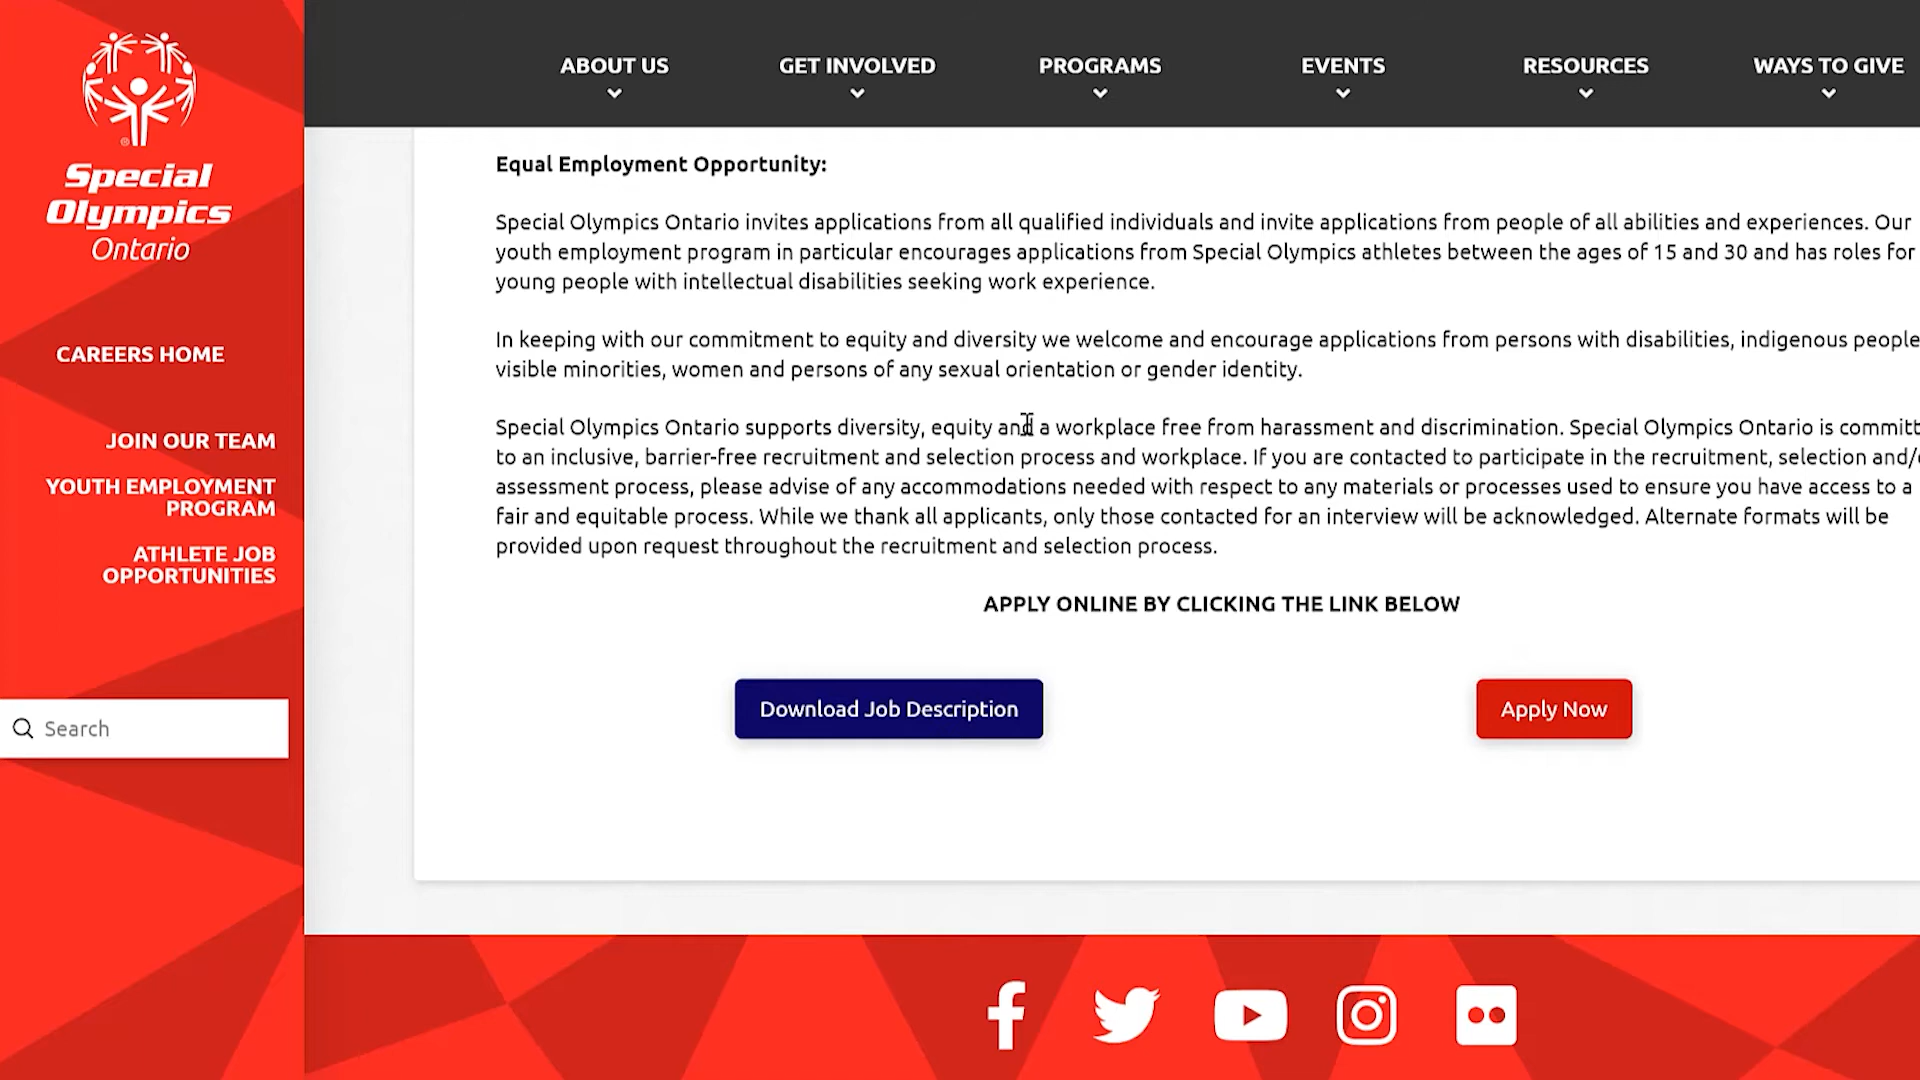 Special
Olympics
Ontario
CAREERS HOME
JOIN OUR TEAM
YOUTH EMPLOYMENT
PROGRAM
ATHLETE JOB
OPPORTUNITIES
Search
ABOUT US
GET INVOLVED
PROGRAMS
EVENTS
RESOURCES
WAYS TO GIVE
Equal Employment Opportunity:
Special Olympics Ontario invites applications from all qualified individuals and invite applications from people of all abilities and experiences. Our
youth employment program in particular encourages applications from Special Olympics athletes between the ages of 15 and 30 and has roles for
young people with intellectual disabilities seeking work experience.
In keeping with our commitment to equity and diversity we welcome and encourage applications from persons with disabilities, indigenous people
visible minorities, women and persons of any sexual orientation or gender identity.
Special Olympics Ontario supports diversity, equity and a workplace free from harassment and discrimination. Special Olympics Ontario is committ
to an inclusive, barrier-free recruitment and selection process and workplace. If you are contacted to participate in the recruitment, selection and/
assessment process, please advise of any accommodations needed with respect to any materials or processes used to ensure you have access to a
fair and equitable process. While we thank all applicants, only those contacted for an interview will be acknowledged. Alternate formats will be
provided upon request throughout the recruitment and selection process.
APPLY ONLINE BY CLICKING THE LINK BELOW
Download Job Description
Apply Now